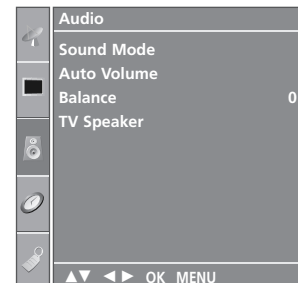 Audio
Sound Mode
Auto Volume
Balance 0
TV Speaker
▲▼ ◄► OK MENU